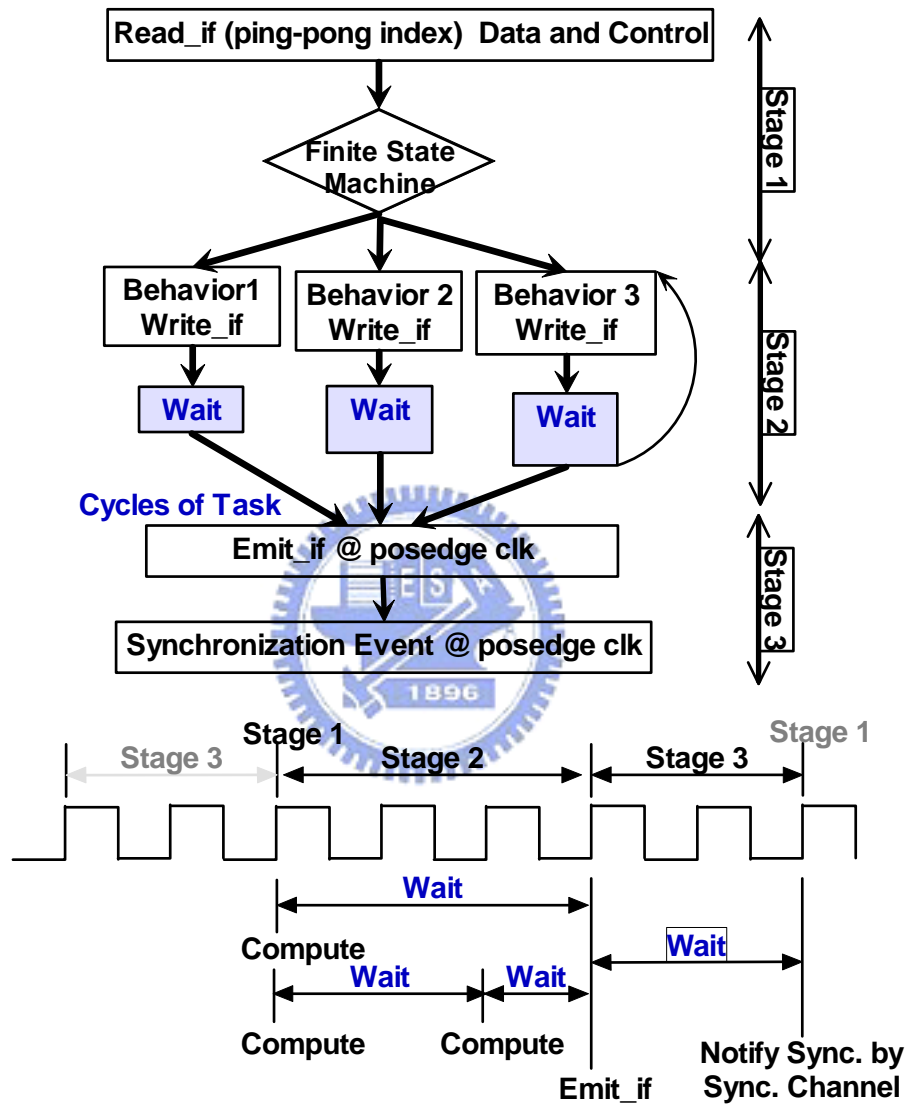 Read_if (ping-pong index)  Data and Control
Stage 1
Finite State
Machine
Behavior1
Write_if
Behavior 2
Write_if
Behavior 3
Write_if
Stage 2
Wait
Wait
Wait
Cycles of Task
Emit_if @ posedge clk
Stage 3
ES
Synchronization Event @ posedge clk
1896
Stage 3
Stage 1
Stage 2
Stage 3
Stage 1
Wait
Compute
Wait
Wait
Wait
Compute
Compute
Emit_if
Notify Sync. by
Sync. Channel